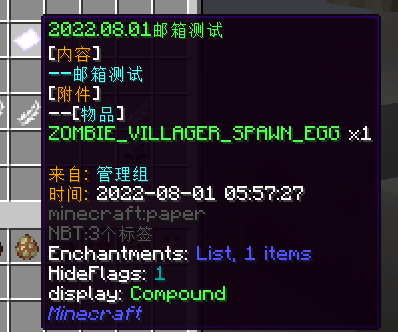 2022.08.01邮箱测试
[内容]
--邮箱测试
[附件]
--[物品]
ZOMBIE_VILLAGER_SPAWN_EGG x1
来自: 管理组
时间: 2022-08-01 05:57:27
minecraft:paper
NBT:3个标签
Enchantments: List, 1 items
HideFlags: 1
display: Compound
Minecraft